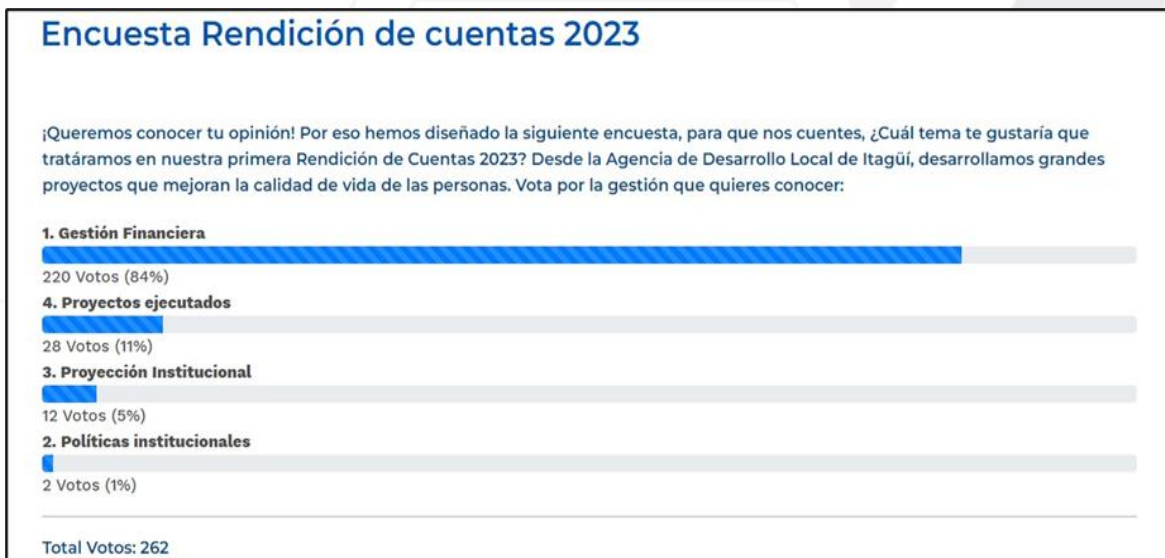 Encuesta Rendición de cuentas 2023
¡Queremos conocer tu opinión! Por eso hemos diseñado la siguiente encuesta, para que nos cuentes, ¿Cuál tema te gustaría que
tratáramos en nuestra primera Rendición de Cuentas 2023? Desde la Agencia de Desarrollo Local de Itagüí, desarrollamos grandes
proyectos que mejoran la calidad de vida de las personas. Vota por la gestión que quieres conocer:
1. Gestión Financiera
220 Votos (84%)
4. Proyectos ejecutados
28 Votos (11%)
3. Proyección Institucional
12 Votos (5%)
2. Políticas institucionales
2 Votos (1%)
Total Votos: 262